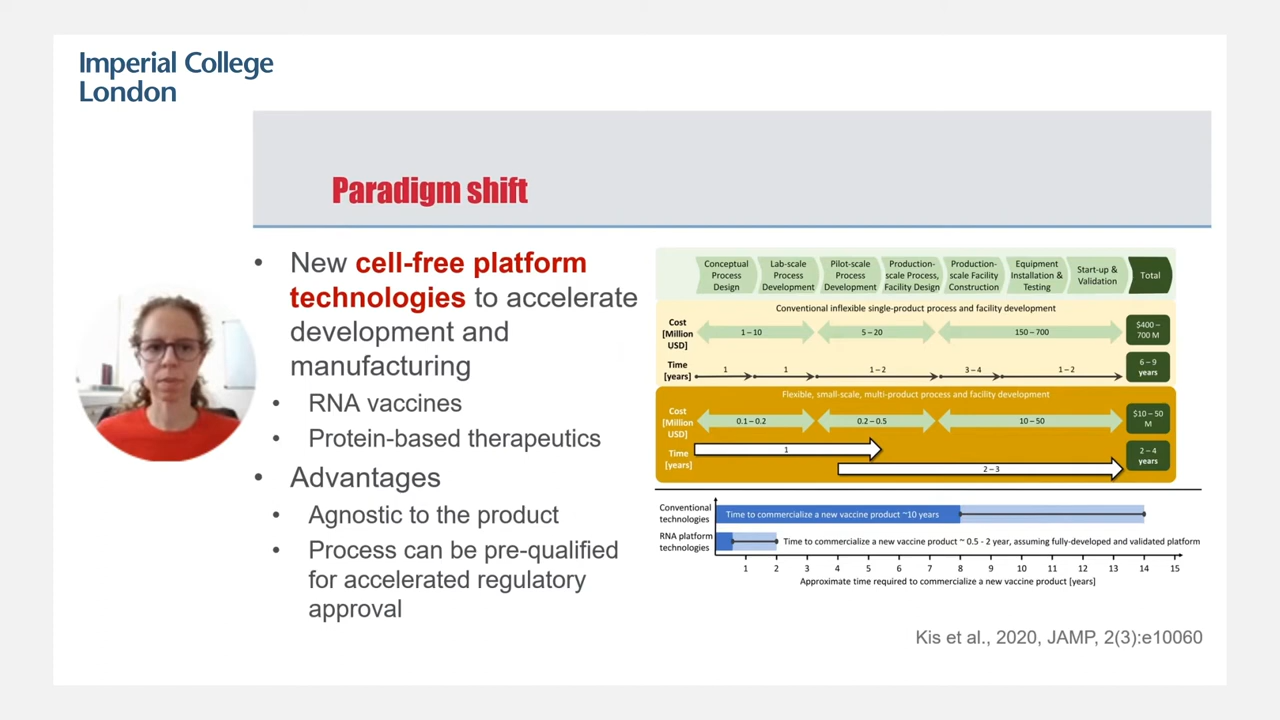 Imperial College
London
Paradigm shift
• New cell-free platform
technologies to accelerate
development and
manufacturing
• RNA vaccines
• Protein-based therapeutics
• Advantages
• Agnostic to the product
• Process can be pre-qualified
for accelerated regulatory
approval
Conceptual
Process
Design
Lab-scale
Process
Development
Pilot-scale
Process
Development
Production-
scale Process,
Facility Design
Production-
scale Facility
Construction
Equipment
Installation &
Testing
Start-up &
Validation
Total
Conventional inflexible single-product process and facility development
Cost
[Million
USD]
1 – 10
5 – 20
150 – 700
$400 –
700 M
Time
[years]
1
1
1 – 2
3 – 4
1 – 2
6 – 9
years
Flexible, small-scale, multi-product process and facility development
Cost
[Million
USD]
0.1 – 0.2
0.2 – 0.5
10 – 50
$10 – 50
M
Time
[years]
1
2 – 3
2 – 4
years
Conventional
technologies
Time to commercialize a new vaccine product ~10 years
RNA platform
technologies
Time to commercialize a new vaccine product ~ 0.5 - 2 year, assuming fully-developed and validated platform
1 2 3 4 5 6 7 8 9 10 11 12 13 14 15
Approximate time required to commercialize a new vaccine product [years]
Kis et al., 2020, JAMP, 2(3):e10060